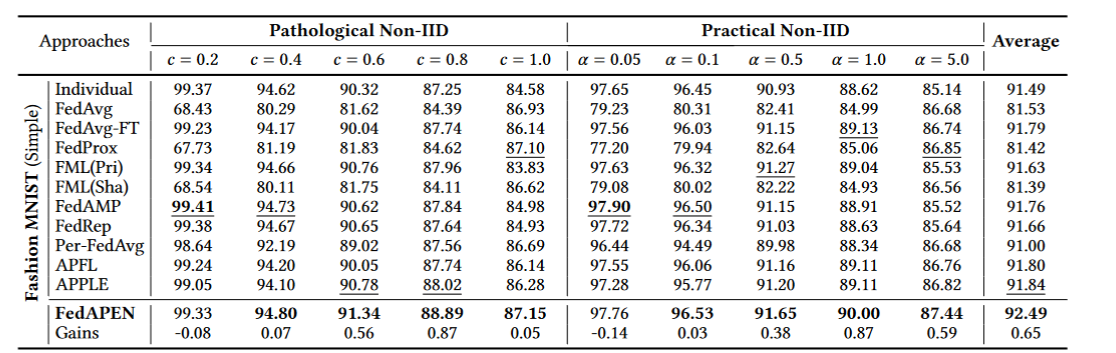 Approaches Pathological Non-IID Practical Non-IID Average
c = 0.2 c = 0.4 c = 0.6 c = 0.8 c = 1.0 α = 0.05 α = 0.1 α = 0.5 α = 1.0 α = 5.0
Fashion MNIST (Simple)
Individual 99.37 94.62 90.32 87.25 84.58 97.65 96.45 90.93 88.62 85.14 91.49
FedAvg 68.43 80.29 81.62 84.39 86.93 79.23 80.31 82.41 84.99 86.68 81.53
FedAvg-FT 99.23 94.17 90.04 87.74 86.14 97.56 96.03 91.15 89.13 86.74 91.79
FedProx 67.73 81.19 81.83 84.62 87.10 77.20 79.94 82.64 85.06 86.85 81.42
FML(Pri) 99.34 94.66 90.76 87.96 83.83 97.63 96.32 91.27 89.04 85.53 91.63
FML(Sha) 68.54 80.11 81.75 84.11 86.62 79.08 80.02 82.22 84.93 86.56 81.39
FedAMP 99.41 94.73 90.62 87.84 84.98 97.90 96.50 91.15 88.91 85.52 91.76
FedRep 99.38 94.67 90.65 87.64 84.93 97.72 96.34 91.03 88.63 85.64 91.66
Per-FedAvg 98.64 92.19 89.02 87.56 86.69 96.44 94.49 89.98 88.34 86.68 91.00
APFL 99.24 94.20 90.05 87.74 86.14 97.55 96.06 91.16 89.11 86.76 91.80
APPLE 99.05 94.10 90.78 88.02 86.28 97.28 95.77 91.20 89.11 86.82 91.84
FedAPEN 99.33 94.80 91.34 88.89 87.15 97.76 96.53 91.65 90.00 87.44 92.49
Gains -0.08 0.07 0.56 0.87 0.05 -0.14 0.03 0.38 0.87 0.59 0.65